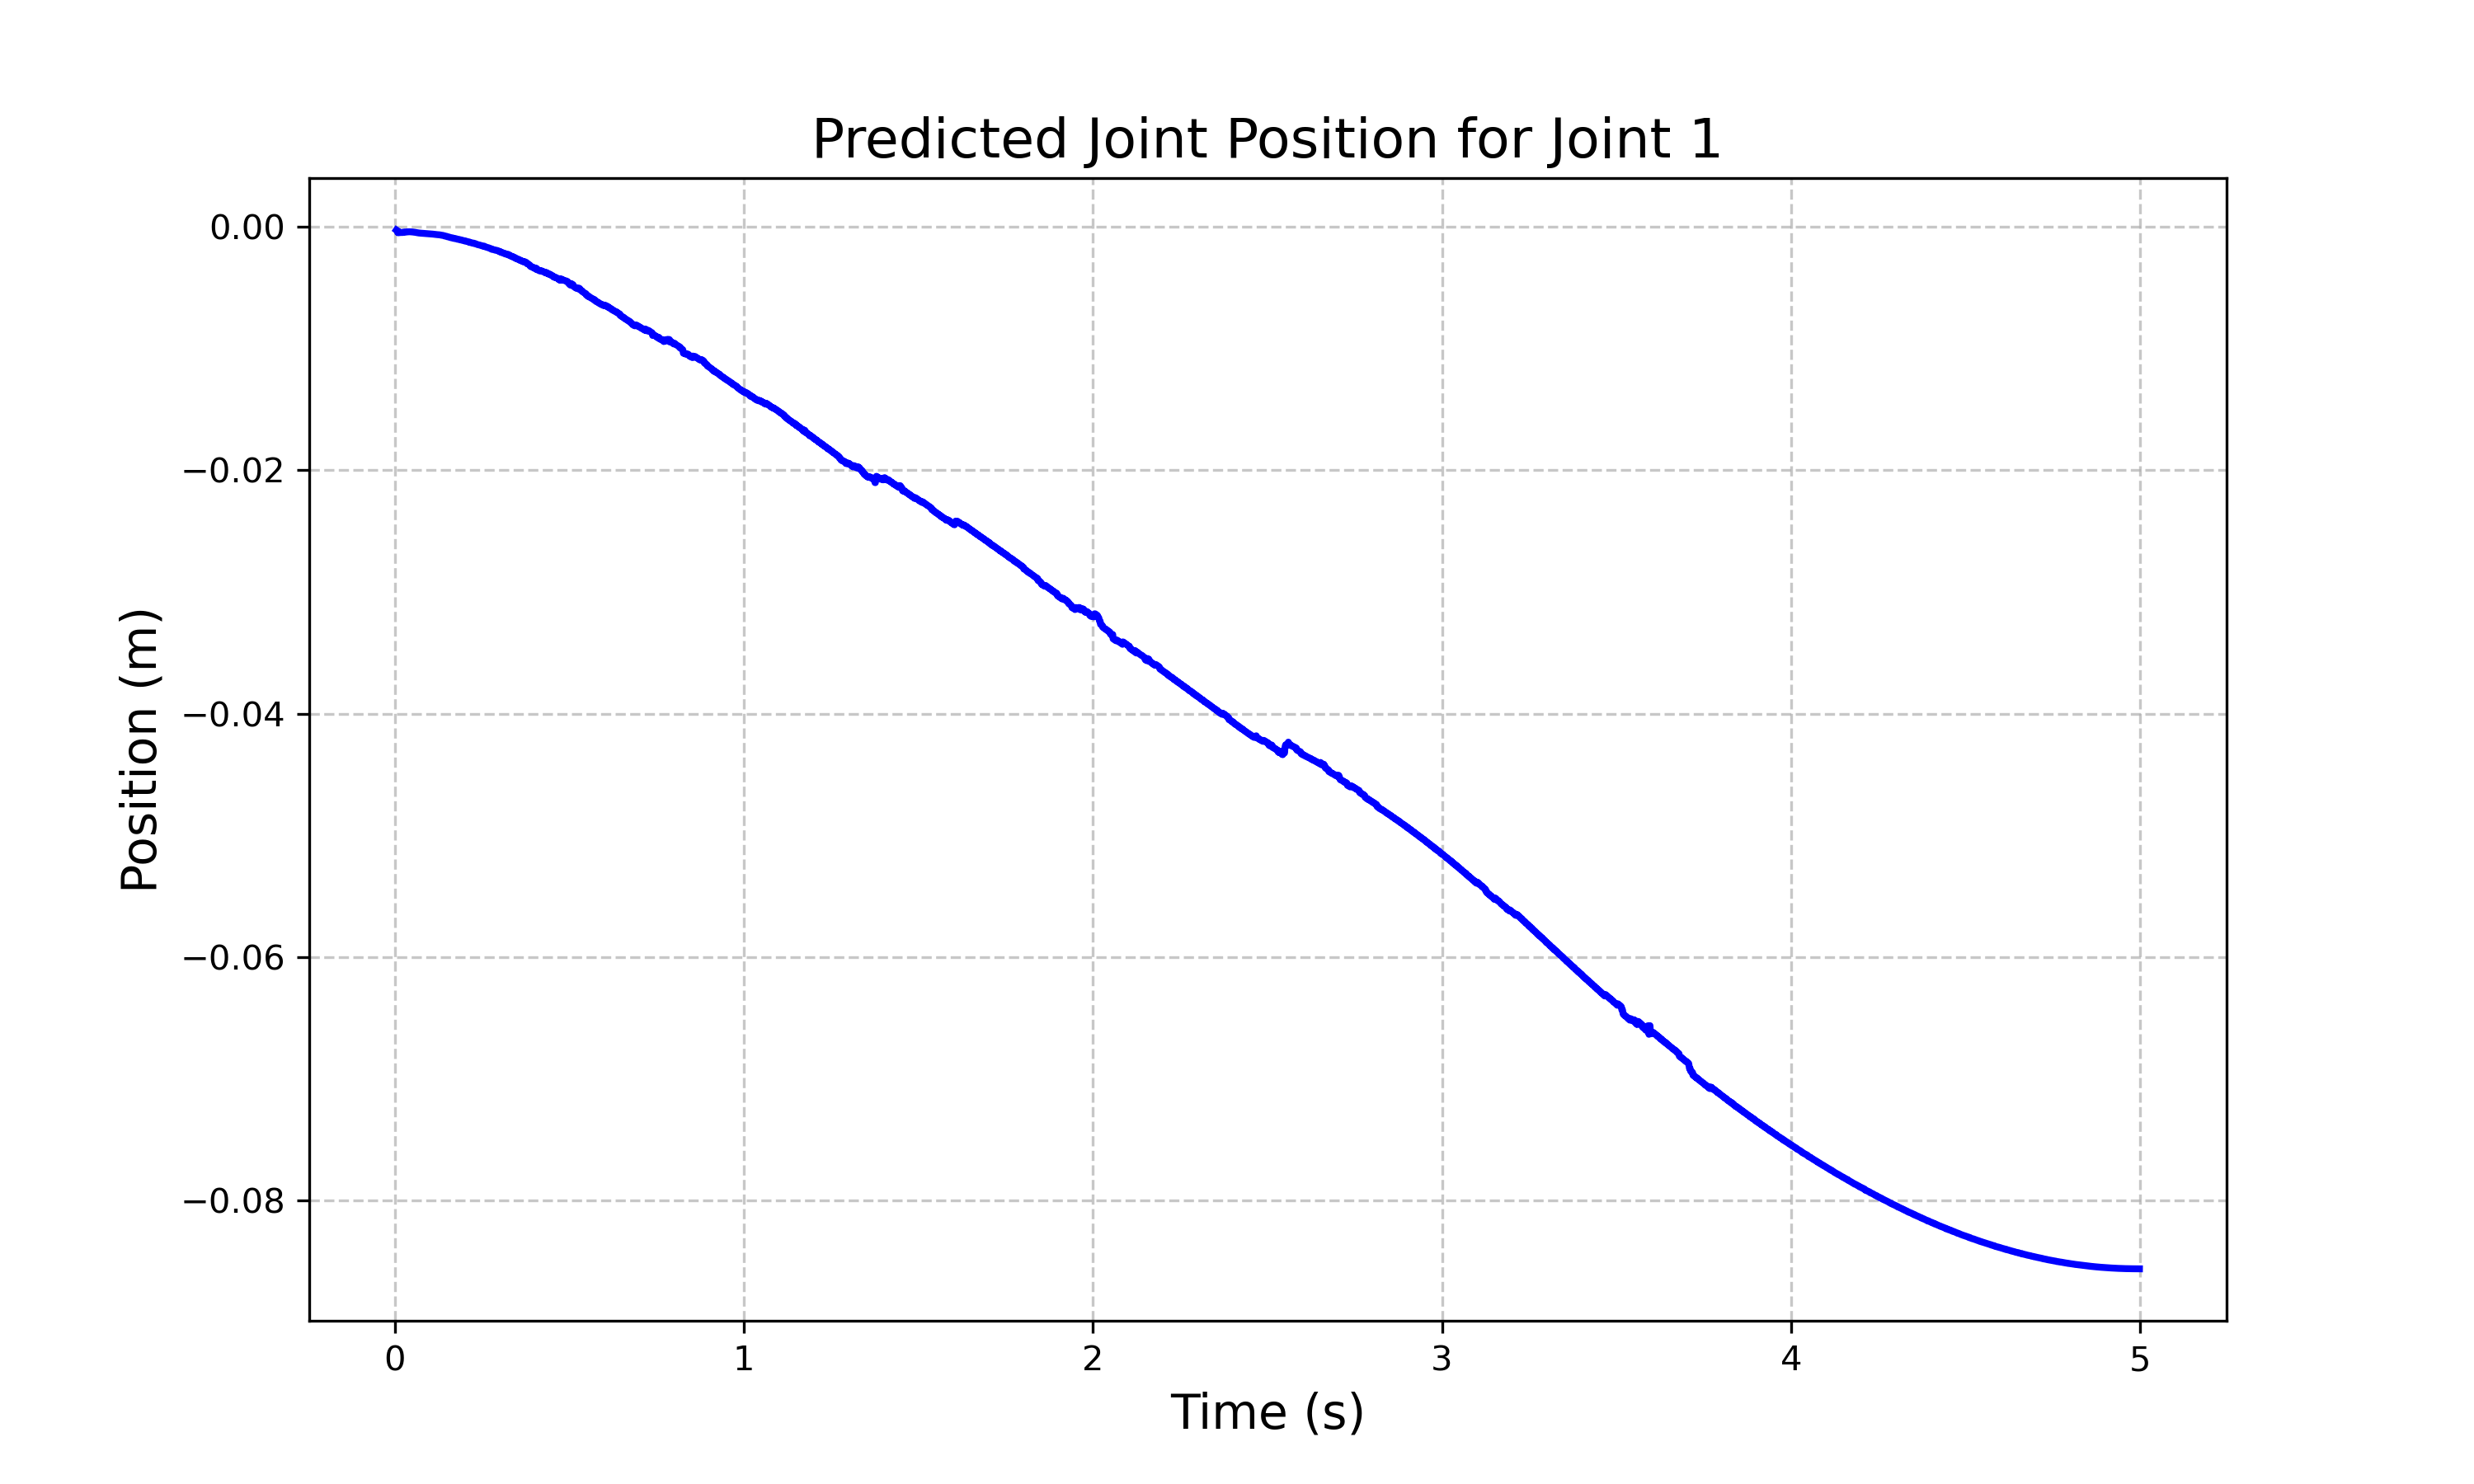 Predicted Joint Position for Joint 1
Position (m)
0.00
−0.02
−0.04
−0.06
−0.08
0 1 2 3 4 5
Time (s)